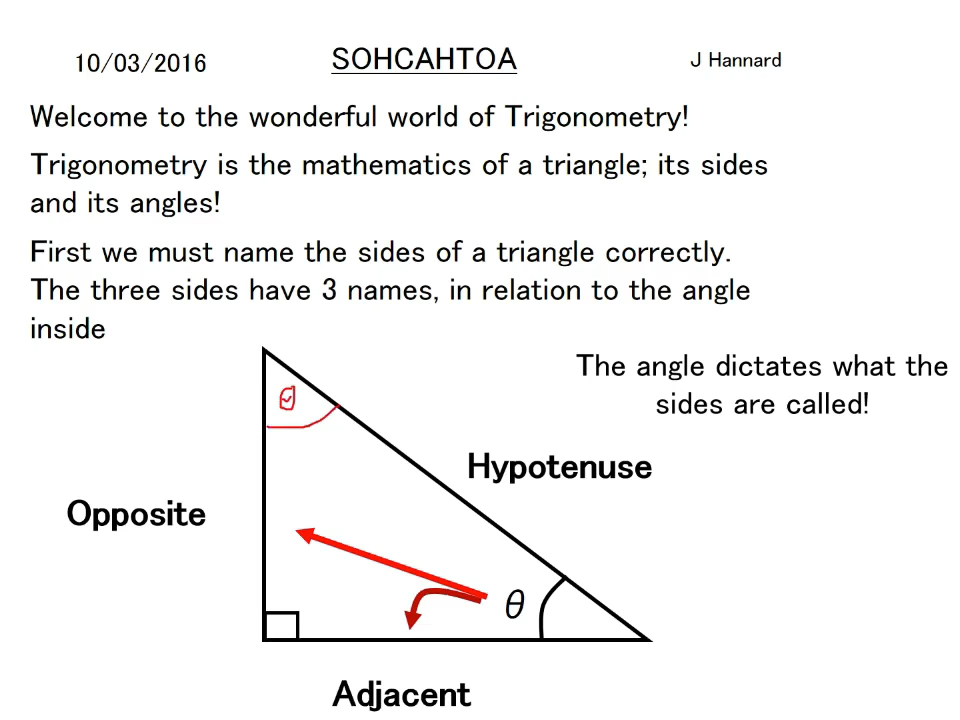 10/03/2016 SOHCAHTOA J Hannard
Welcome to the wonderful world of Trigonometry!
Trigonometry is the mathematics of a triangle; its sides
and its angles!
First we must name the sides of a triangle correctly.
The three sides have 3 names, in relation to the angle
inside
The angle dictates what the
sides are called!
θ
Hypotenuse
Opposite
θ
Adjacent